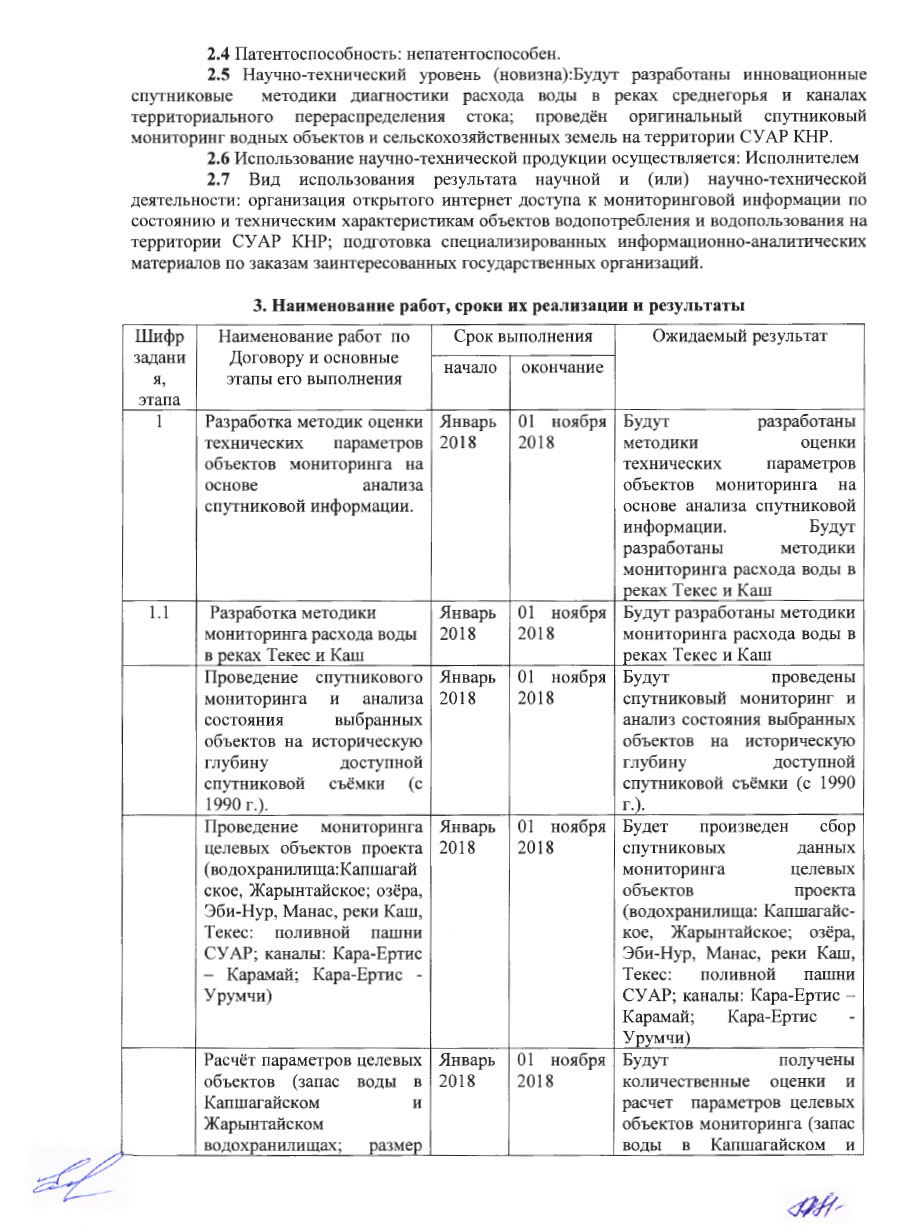 2.4 Патентоспособность: непатентоспособен.
2.5 Научно-технический уровень (новизна):Будут разработаны инновационные
спутниковые методики диагностики расхода воды в реках среднегорья и каналах
территориального перераспределения стока; проведён оригинальный спутниковый
мониторинг водных объектов и сельскохозяйственных земель на территории СУАР КНР.
2.6 Использование научно-технической продукции осуществляется: Исполнителем
2.7 Вид использования результата научной и (или) научно-технической
деятельности: организация открытого интернет доступа к мониторинговой информации по
состоянию и техническим характеристикам объектов водопотребления и водопользования на
территории СУАР КНР; подготовка специализированных информационно-аналитических
материалов по заказам заинтересованных государственных организаций.
3. Наименование работ, сроки их реализации и результаты
Шифр
задани
я,
этапа
Наименование работ по
Договору и основные
этапы его выполнения
Срок выполнения
начало
окончание
Ожидаемый результат
1
Разработка методик оценки
технических параметров
объектов мониторинга на
основе анализа
спутниковой информации.
Январь
2018
01 ноября
2018
Будут разработаны
методики оценки
технических параметров
объектов мониторинга на
основе анализа спутниковой
информации. Будут
разработаны методики
мониторинга расхода воды в
реках Текес и Каш
1.1
Разработка методики
мониторинга расхода воды
в реках Текес и Каш
Январь
2018
01 ноября
2018
Будут разработаны методики
мониторинга расхода воды в
реках Текес и Каш
Проведение спутникового
мониторинга и анализа
состояния выбранных
объектов на историческую
глубину доступной
спутниковой съёмки (с
1990 г.).
Январь
2018
01 ноября
2018
Будут проведены
спутниковый мониторинг и
анализ состояния выбранных
объектов на историческую
глубину доступной
спутниковой съёмки (с 1990
г.).
Проведение мониторинга
целевых объектов проекта
(водохранилища:Капшагай
ское, Жарынтайское; озёра,
Эби-Нур, Манас, реки Каш,
Текес: поливной пашни
СУАР; каналы: Кара-Ертис
– Карамай; Кара-Ертис -
Урумчи)
Январь
2018
01 ноября
2018
Будет произведен сбор
спутниковых данных
мониторинга целевых
объектов проекта
(водохранилища: Капшагайс-
кое, Жарынтайское; озёра,
Эби-Нур, Манас, реки Каш,
Текес: поливной пашни
СУАР; каналы: Кара-Ертис –
Карамай; Кара-Ертис -
Урумчи)
Расчёт параметров целевых
объектов (запас воды в
Капшагайском и
Жарынтайском
водохранилищах; размер
Январь
2018
01 ноября
2018
Будут получены
количественные оценки и
расчет параметров целевых
объектов мониторинга (запас
воды в Капшагайском и